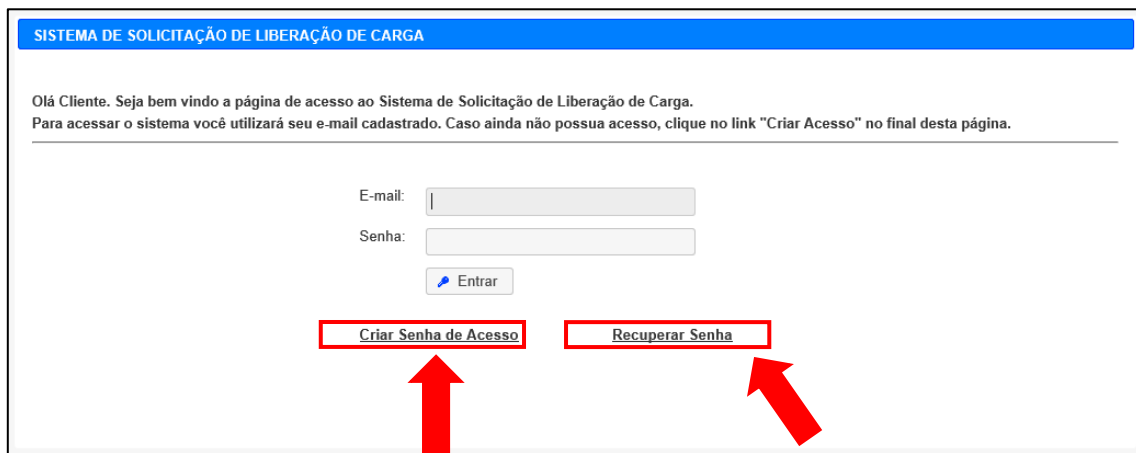 SISTEMA DE SOLICITAÇÃO DE LIBERAÇÃO DE CARGA
Olá Cliente. Seja bem vindo a página de acesso ao Sistema de Solicitação de Liberação de Carga.
Para acessar o sistema você utilizará seu e-mail cadastrado. Caso ainda não possua acesso, clique no link "Criar Acesso" no final desta página.
E-mail:
Senha:
Entrar
Criar Senha de Acesso Recuperar Senha